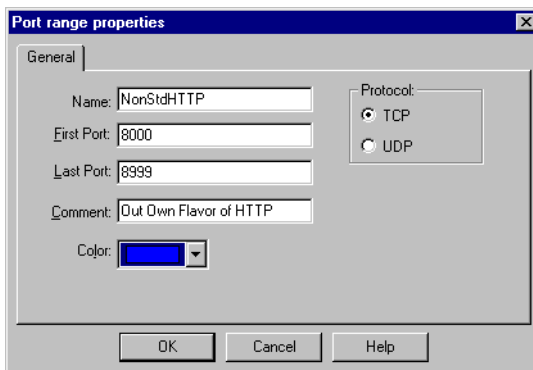 Port range properties
General
Name: NonStdHTTP
First Port: 8000
Last Port: 8999
Comment: Out Own Flavor of HTTP
Color:
Protocol:
TCP
UDP
OK Cancel Help